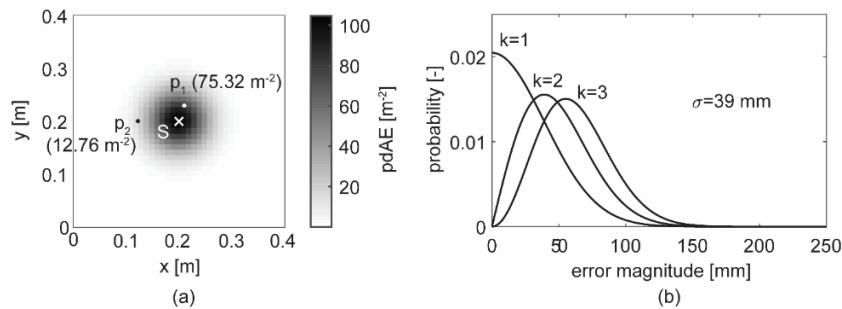 0.4
0.3
0.2
0.1
0
y [m]
p1 (75.32 m-2)
p2
S
(12.76 m-2)
0 0.1 0.2 0.3 0.4
x [m]
(a)
100
80
60
40
20
pdAE [m-2]
0.02
0.01
0
probability [-]
k=1
k=2
k=3
σ=39 mm
0 50 100 150 200 250
error magnitude [mm]
(b)